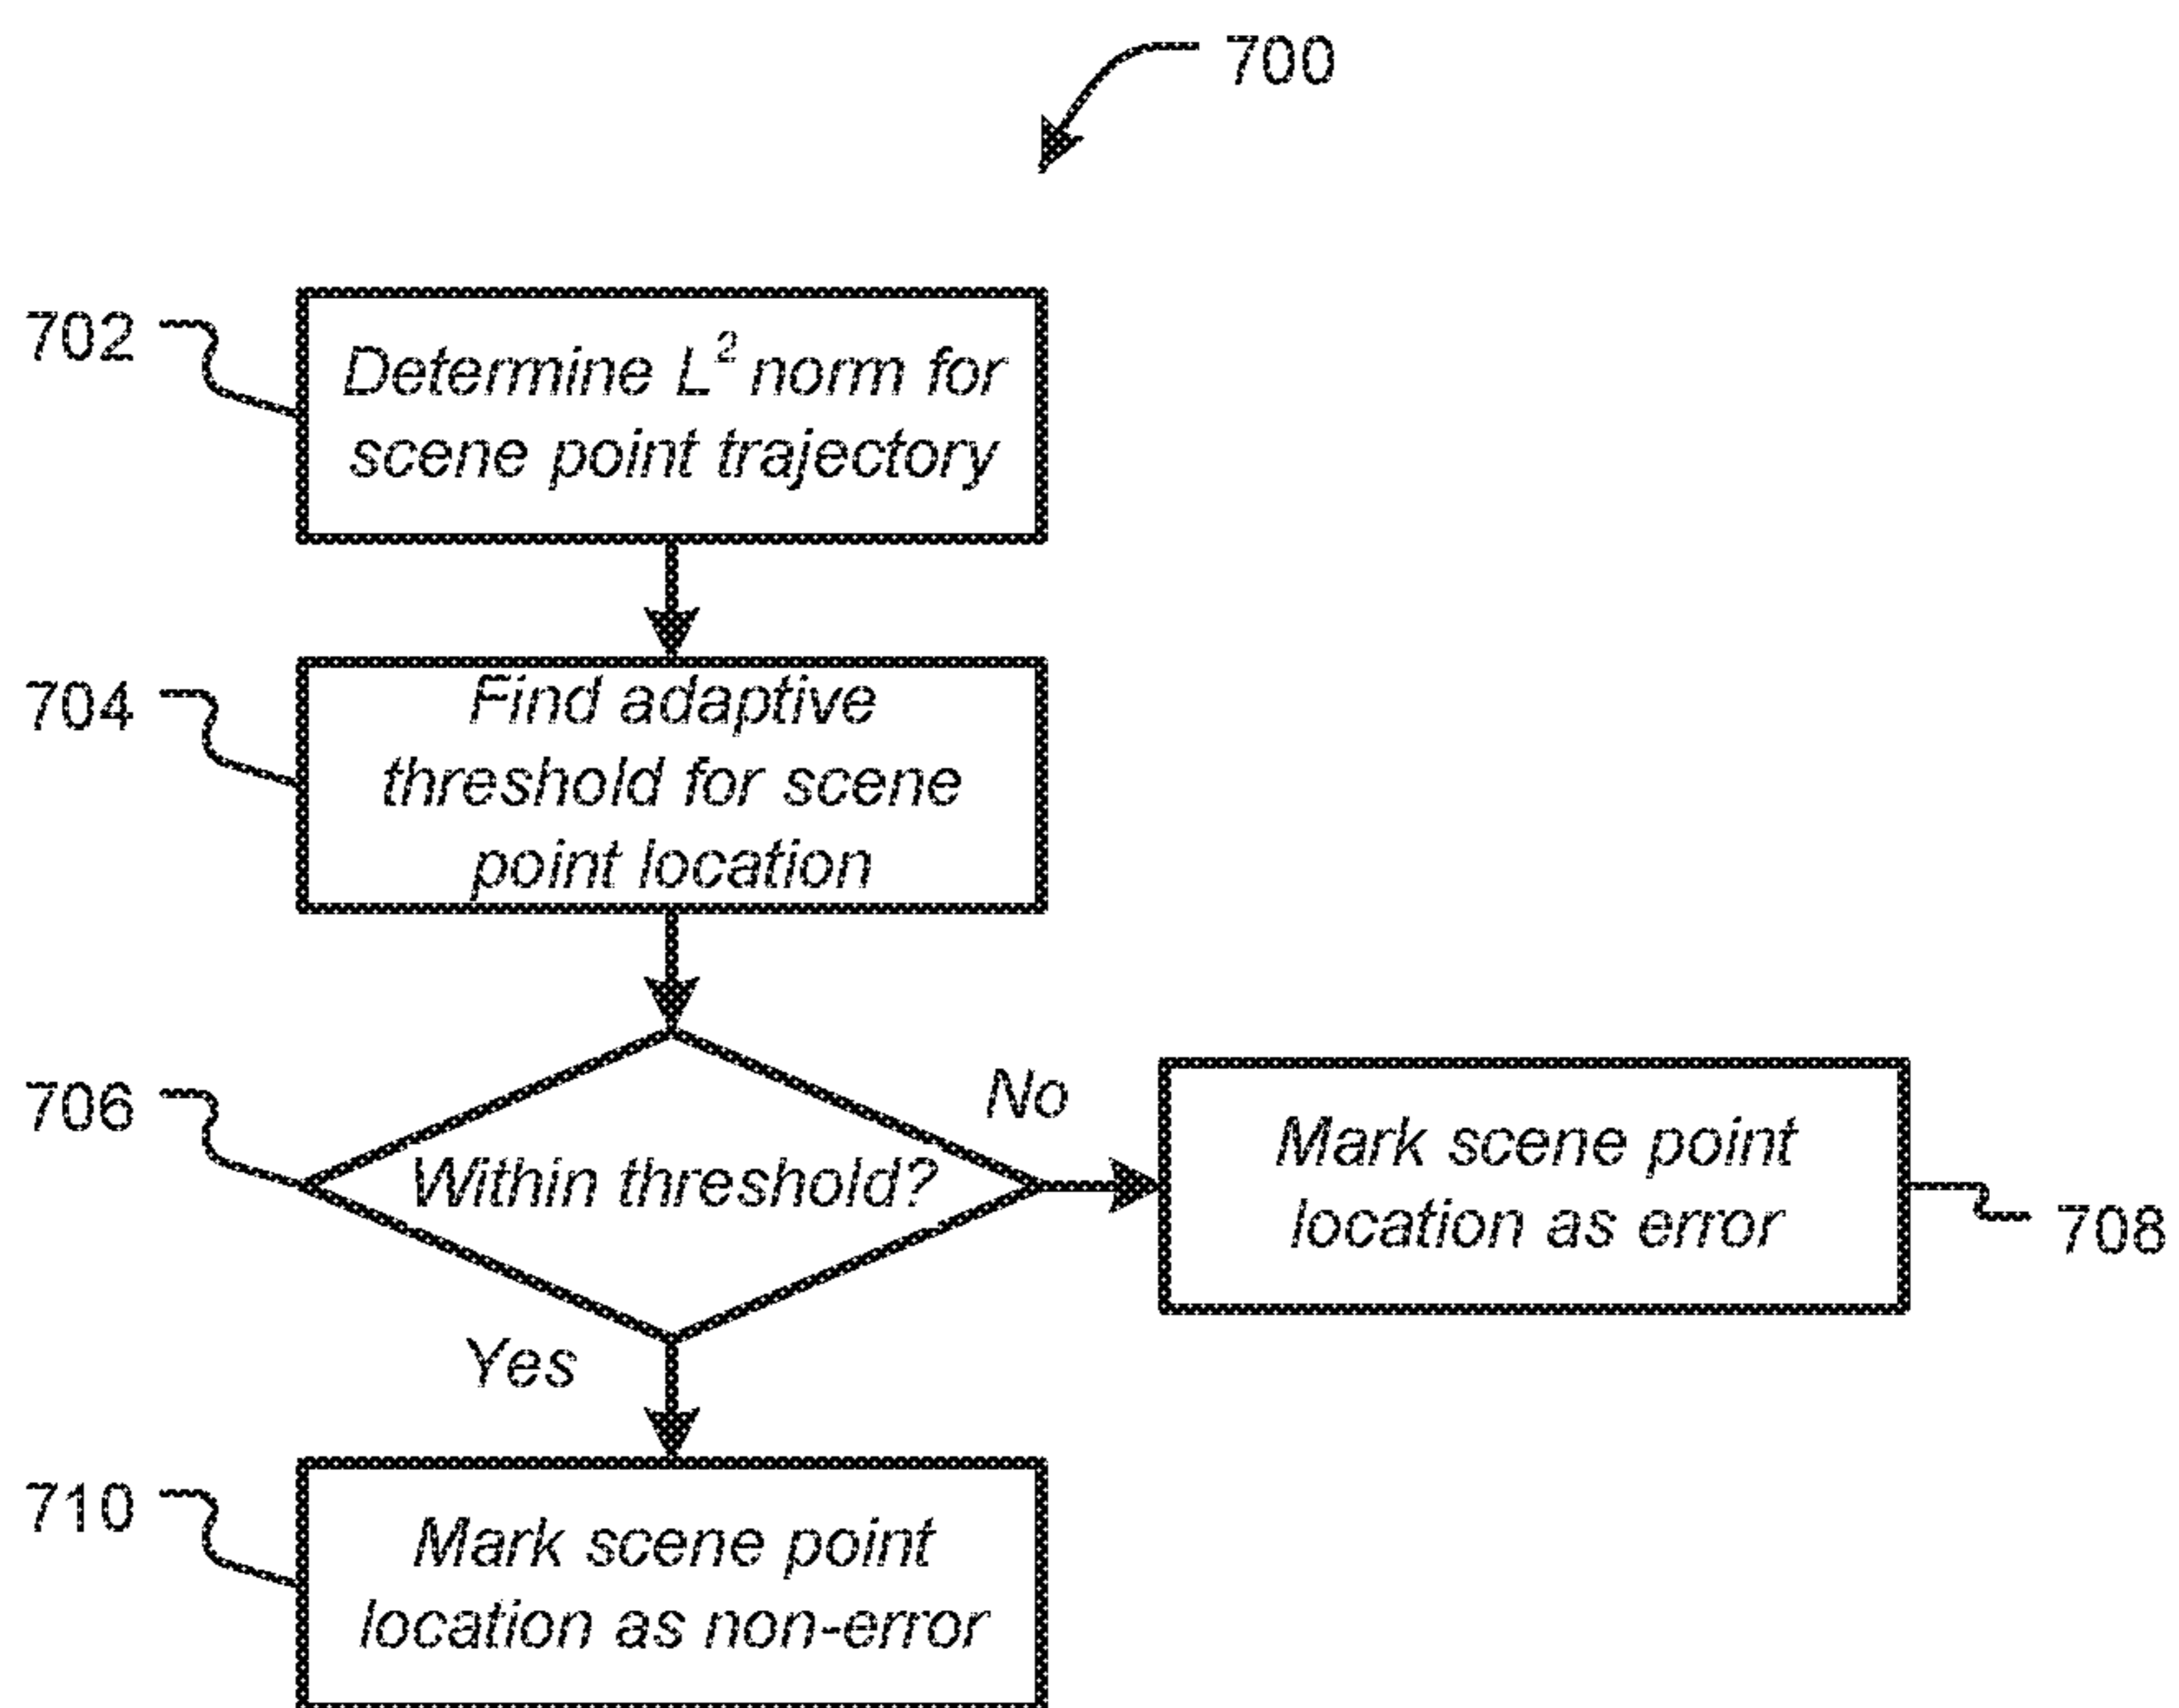 700
702
Determine L² norm for
scene point trajectory
704
Find adaptive
threshold for scene
point location
706
Within threshold?
No
Mark scene point
location as error
708
Yes
710
Mark scene point
location as non-error